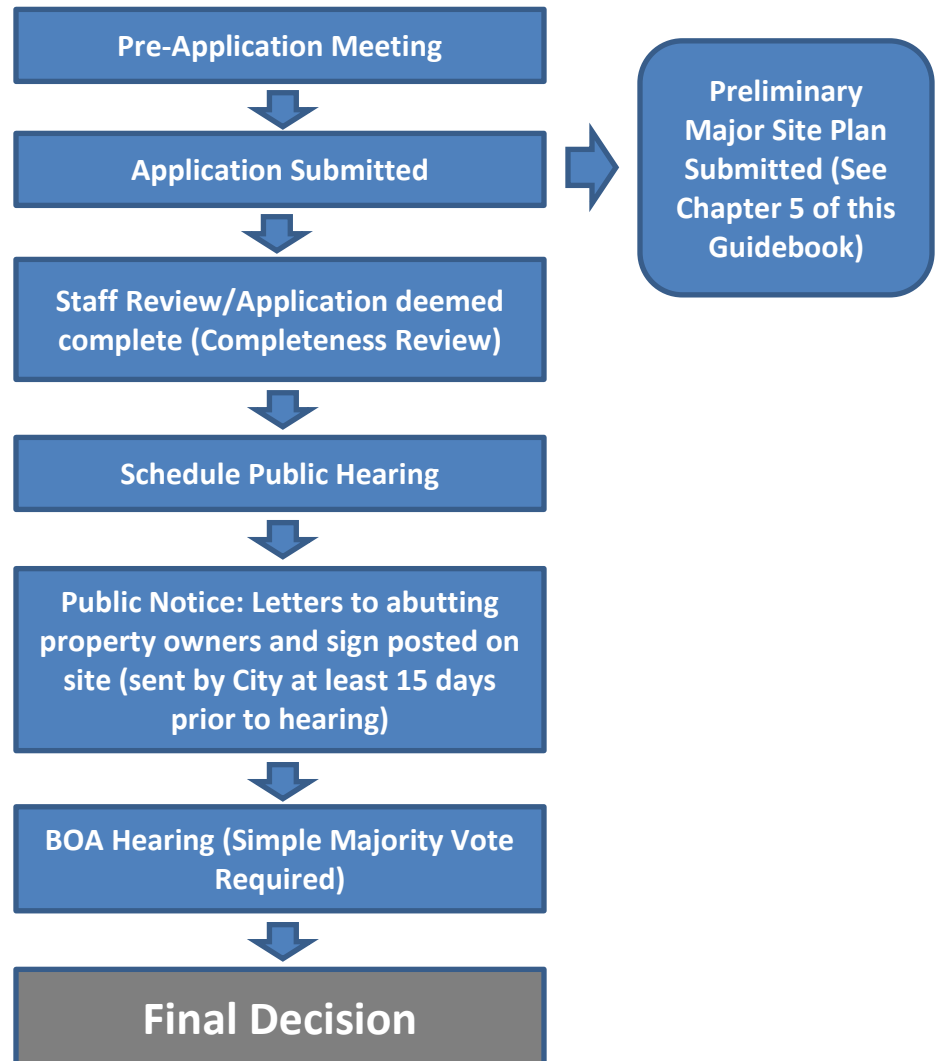 Pre-Application Meeting
Application Submitted
Preliminary
Major Site Plan
Submitted (See
Chapter 5 of this
Guidebook)
Staff Review/Application deemed
complete (Completeness Review)
Schedule Public Hearing
Public Notice: Letters to abutting
property owners and sign posted on
site (sent by City at least 15 days
prior to hearing)
BOA Hearing (Simple Majority Vote
Required)
Final Decision